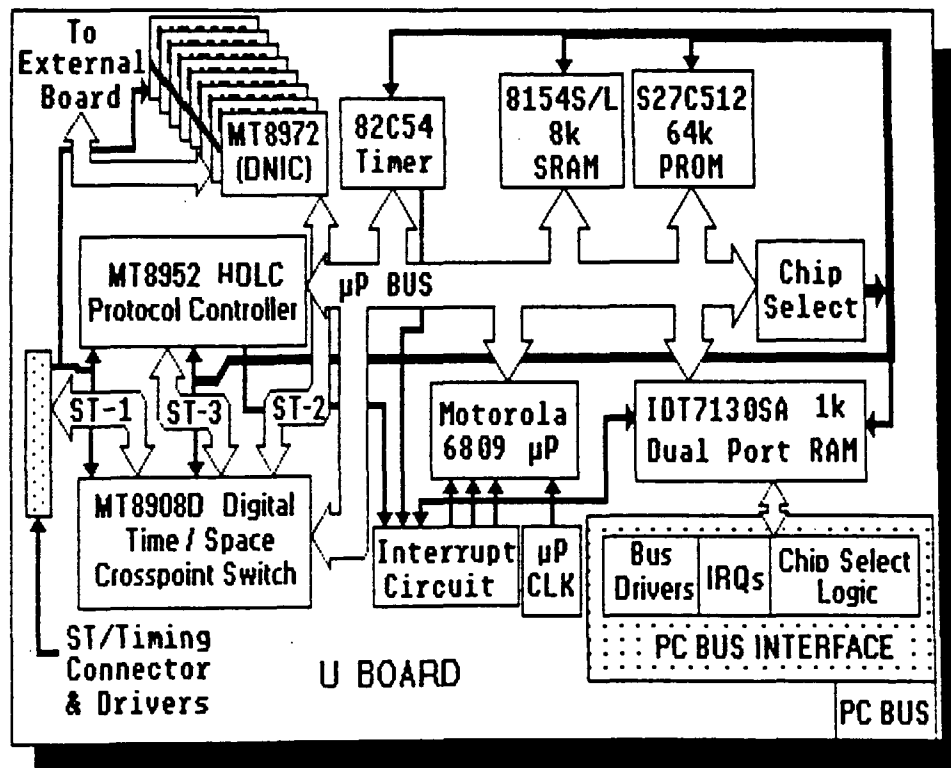 To
External
Board
MT8972
(DNIC)
82C54
Timer
8154S/L
8k
SRAM
S27C512
64k
PROM
MT8952 HDLC
Protocol Controller
µP BUS
Chip
Select
ST-1
ST-3
ST-2
Motorola
6809 µP
IDT7130SA 1k
Dual Port RAM
MT8908D Digital
Time / Space
Crosspoint Switch
Interrupt
Circuit
µP
CLK
Bus
Drivers
IRQs
Chip Select
Logic
PC BUS INTERFACE
ST/Timing
Connector
& Drivers
U BOARD
PC BUS